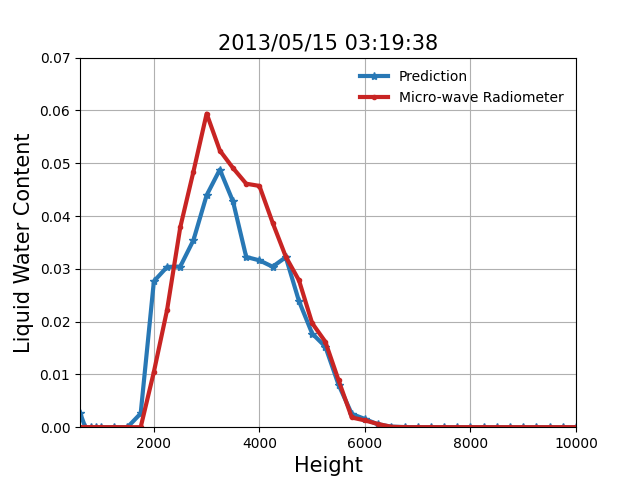 2013/05/15 03:19:38
0.07
0.06
0.05
0.04
0.03
0.02
0.01
0.00
Liquid Water Content
Prediction
Micro-wave Radiometer
2000 4000 6000 8000 10000
Height